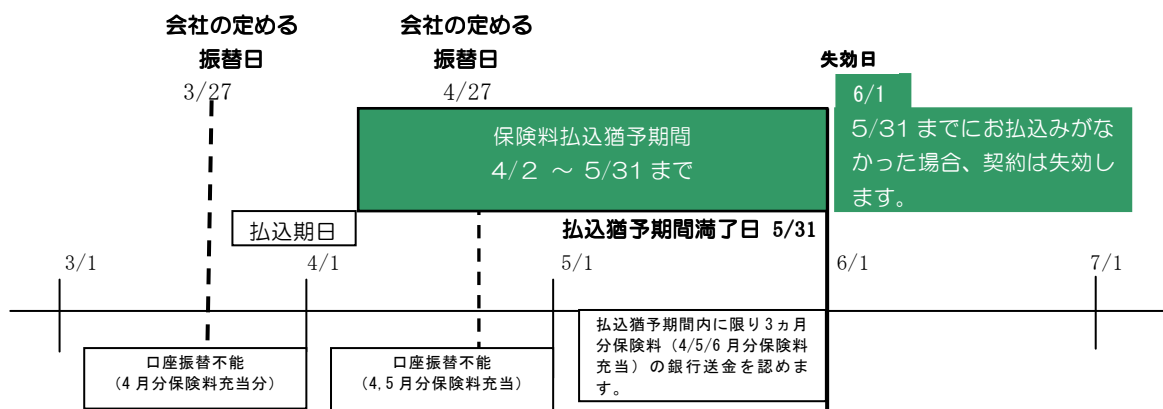 会社の定める
振替日
3/27
会社の定める
振替日
4/27
失効日
6/1
5/31までにお払込みがな
かった場合、契約は失効し
ます。
保険料払込猶予期間
4/2 ～ 5/31まで
払込期日
払込猶予期間満了日 5/31
3/1
4/1
5/1
6/1
7/1
口座振替不能
(4月分保険料充当分)
口座振替不能
(4,5月分保険料充当)
払込猶予期間内に限り3ヵ月
分保険料（4/5/6月分保険料
充当）の銀行送金を認めま
す。